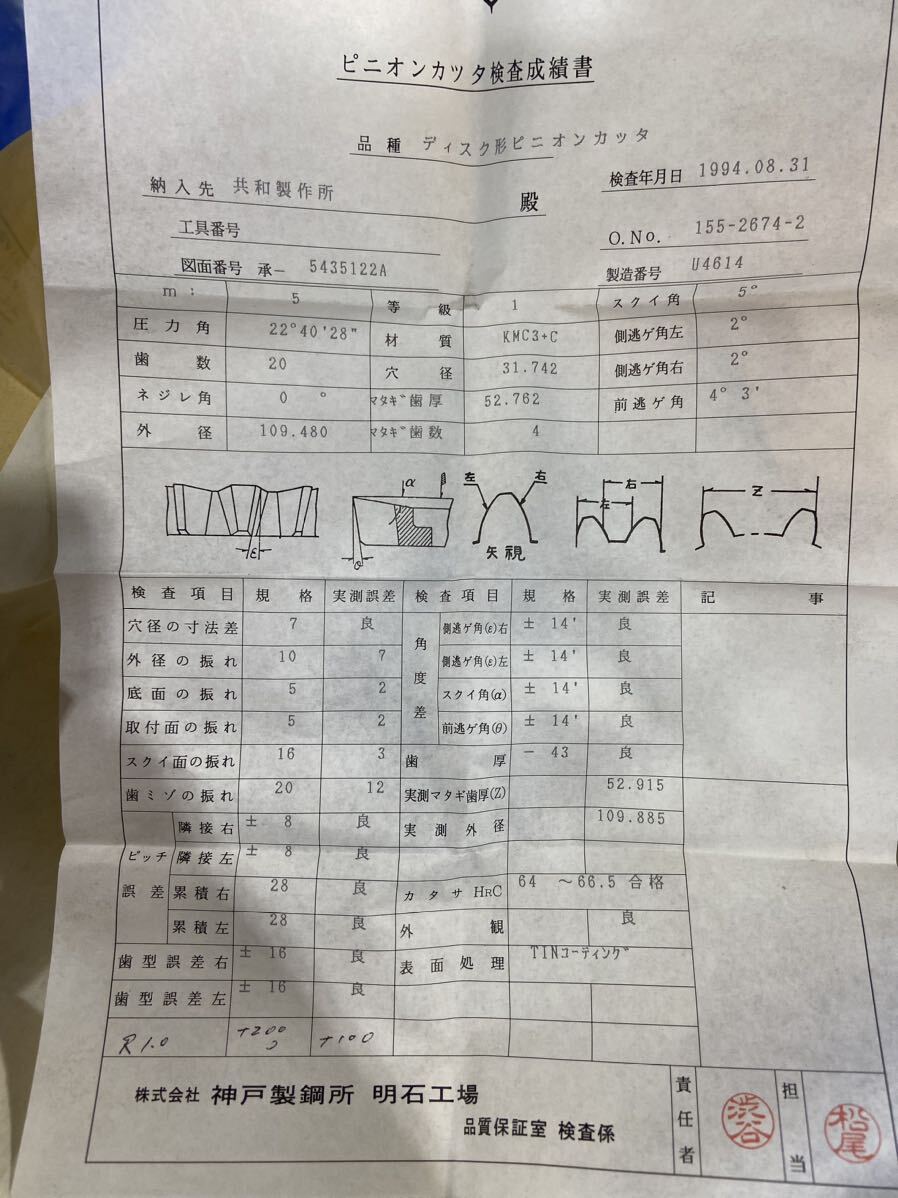 ピニオンカッタ検査成績書
品種 ディスク形ピニオンカッタ
納入先 共和製作所 殿 検査年月日 1994.08.31
工具番号 O.No. 155-2674-2
図面番号 承- 5435122A 製造番号 U4614
m: 5 等級 1 スクイ角 5°
圧力角 22°40'28" 材質 KMC3+C 側逃ゲ角左 2°
歯数 20 穴径 31.742 側逃ゲ角右 2°
ネジレ角 0 ° マタギ歯厚 52.762 前逃ゲ角 4° 3'
外径 109.480 マタギ歯数 4
ε θ α 左 右 矢視 左 右 Z
検査項目 規格 実測誤差 検査項目 規格 実測誤差 記事
穴径の寸法差 7 良 角度差 側逃ゲ角(ε)右 ± 14' 良
外径の振れ 10 7 側逃ゲ角(ε)左 ± 14' 良
底面の振れ 5 2 スクイ角(α) ± 14' 良
取付面の振れ 5 2 前逃ゲ角(θ) ± 14' 良
スクイ面の振れ 16 3 歯厚 - 43 良
歯ミゾの振れ 20 12 実測マタギ歯厚(Z) 52.915
ピッチ誤差 隣接右 ± 8 良 実測外径 109.885
隣接左 ± 8 良
累積右 28 良 カタサ HRC 64 ~66.5 合格
累積左 28 良 外観 良
歯型誤差右 ± 16 良 表面処理 TINコーディング
歯型誤差左 ± 16 良
R1.0 +200 0 +100
株式会社 神戸製鋼所 明石工場
品質保証室 検査係
責任者 渋谷 担当 松尾